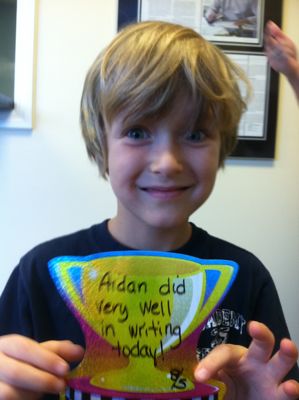 Aidan did
very well
in writing
today!